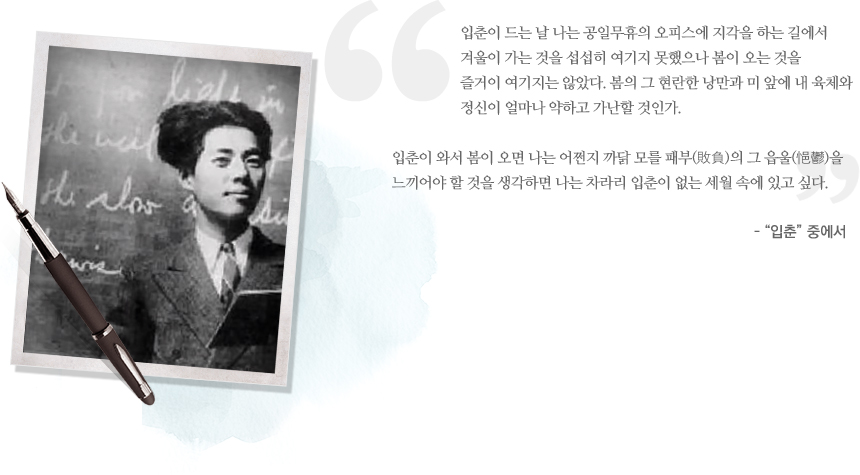 입춘이 드는 날 나는 공일무휴의 오피스에 지각을 하는 길에서
겨울이 가는 것을 섭섭히 여기지 못했으나 봄이 오는 것을
즐거이 여기지는 않았다. 봄의 그 현란한 낭만과 미 앞에 내 육체와
정신이 얼마나 약하고 가난할 것인가.
입춘이 와서 봄이 오면 나는 어쩐지 까닭 모를 패부(敗負)의 그 읍울(悒鬱)을
느끼어야 할 것을 생각하면 나는 차라리 입춘이 없는 세월 속에 있고 싶다.
- “입춘” 중에서
light in
the
the slow